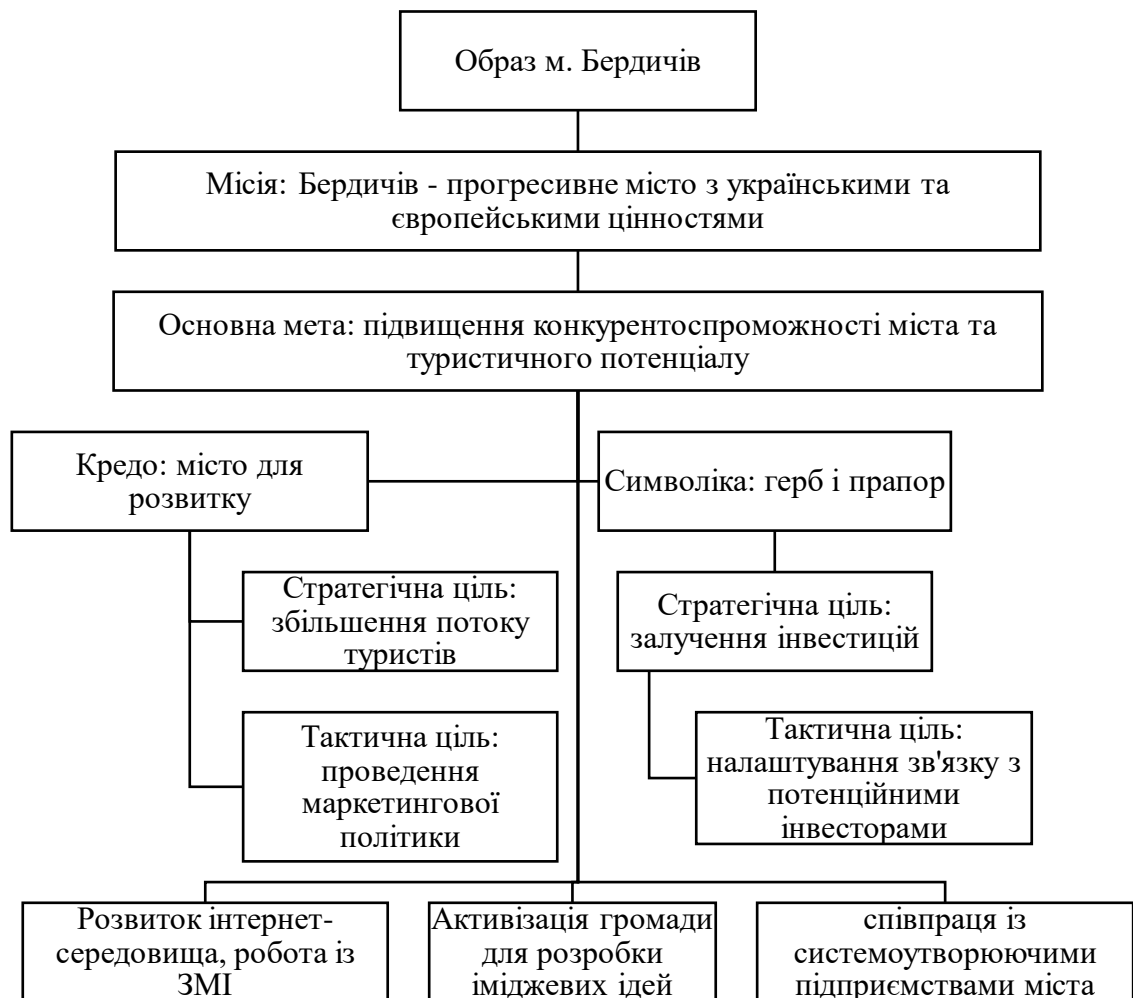 Образ м. Бердичів
Місія: Бердичів - прогресивне місто з українськими та
європейськими цінностями
Основна мета: підвищення конкурентоспроможності міста та
туристичного потенціалу
Кредо: місто для
розвитку
Символіка: герб і прапор
Стратегічна ціль:
збільшення потоку
туристів
Стратегічна ціль:
залучення інвестицій
Тактична ціль:
проведення
маркетингової
політики
Тактична ціль:
налаштування зв'язку з
потенційними
інвесторами
Розвиток інтернет-
середовища, робота із
ЗМІ
Активізація громади
для розробки
іміджевих ідей
співпраця із
системоутворюючими
підприємствами міста